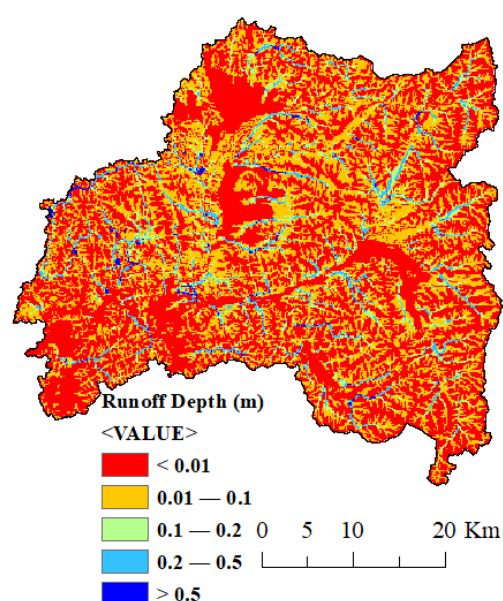 Runoff Depth (m)
<VALUE>
< 0.01
0.01 — 0.1
0.1 — 0.2
0.2 — 0.5
> 0.5
0 5 10 20 Km